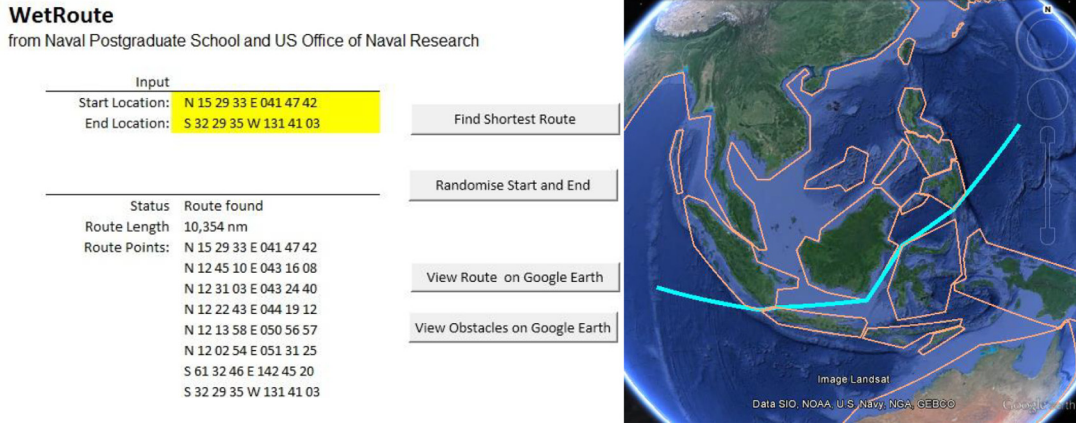 WetRoute
from Naval Postgraduate School and US Office of Naval Research
Input
Start Location: N 15 29 33 E 041 47 42
End Location: S 32 29 35 W 131 41 03
Find Shortest Route
Randomise Start and End
Status Route found
Route Length 10,354 nm
Route Points: N 15 29 33 E 041 47 42
N 12 45 10 E 043 16 08
N 12 31 03 E 043 24 40
N 12 22 43 E 044 19 12
N 12 13 58 E 050 56 57
N 12 02 54 E 051 31 25
S 61 32 46 E 142 45 20
S 32 29 35 W 131 41 03
View Route on Google Earth
View Obstacles on Google Earth
N
Image Landsat
Data SIO, NOAA, U.S. Navy, NGA, GEBCO
Google earth